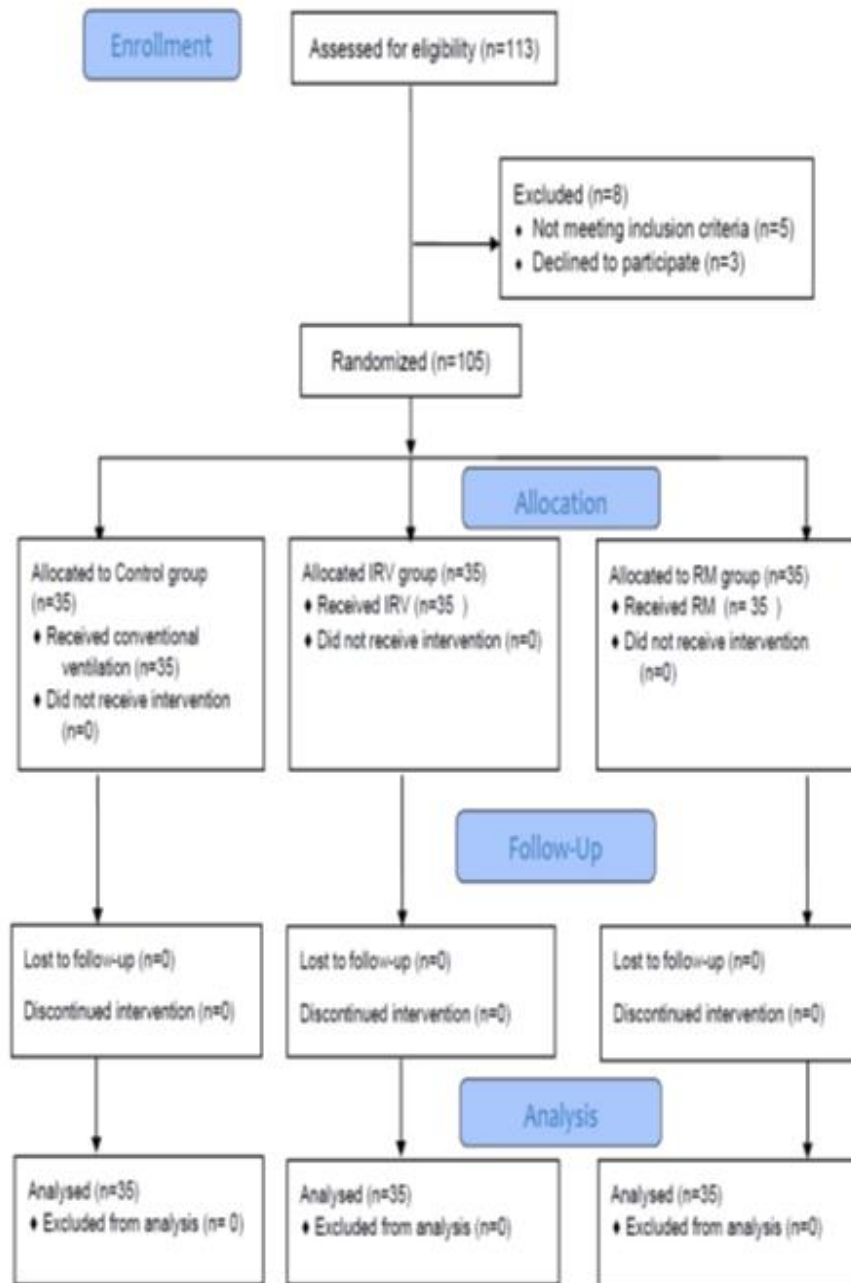 Enrollment
Assessed for eligibility (n=113)
Excluded (n=8)
♦ Not meeting inclusion criteria (n=5)
♦ Declined to participate (n=3)
Randomized (n=105)
Allocation
Allocated to Control group
(n=35)
♦ Received conventional
ventilation (n=35)
♦ Did not receive intervention
(n=0)
Allocated IRV group (n=35)
♦ Received IRV (n=35 )
♦ Did not receive intervention (n=0)
Allocated to RM group (n=35)
♦ Received RM (n= 35 )
♦ Did not receive intervention
(n=0)
Follow-Up
Lost to follow-up (n=0)
Discontinued intervention (n=0)
Lost to follow-up (n=0)
Discontinued intervention (n=0)
Lost to follow-up (n=0)
Discontinued intervention (n=0)
Analysis
Analysed (n=35)
♦ Excluded from analysis (n= 0)
Analysed (n=35)
♦ Excluded from analysis (n=0)
Analysed (n=35)
♦ Excluded from analysis (n=0)